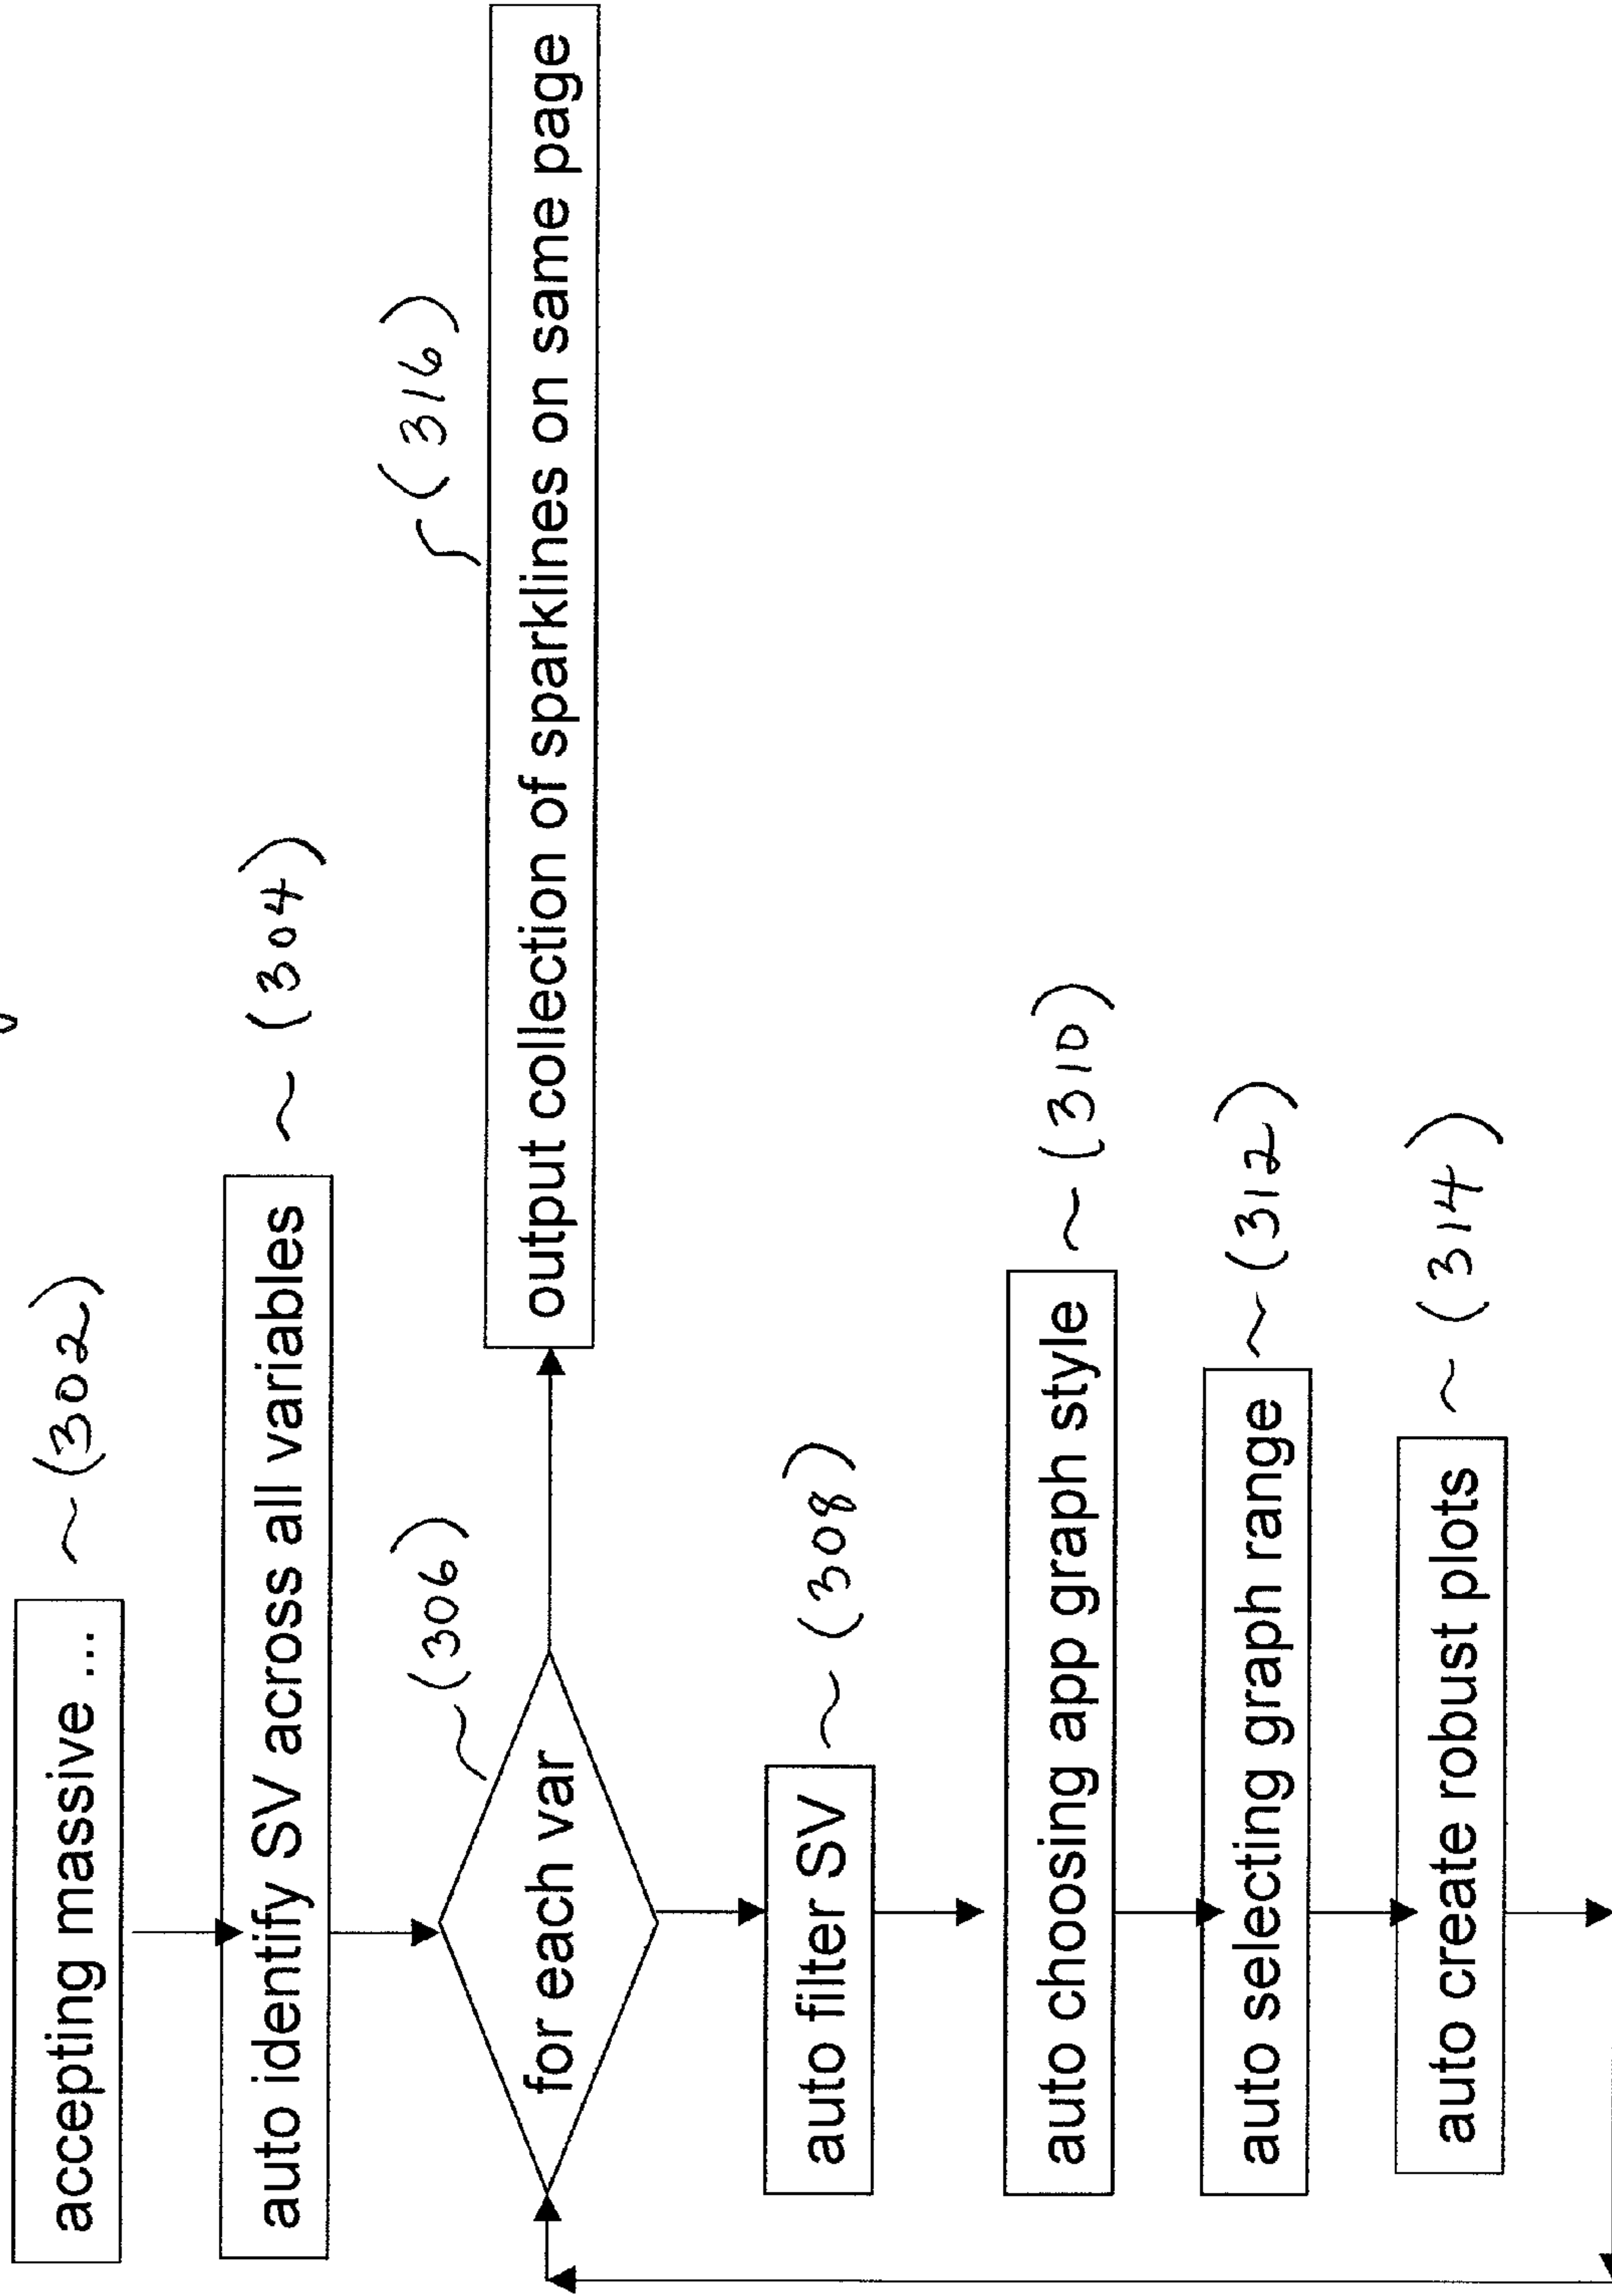 accepting massive ... ~ (302)
auto identify SV across all variables ~ (304)
for each var ~ (306)
output collection of sparklines on same page (316)
auto filter SV ~ (308)
auto choosing app graph style ~ (310)
auto selecting graph range ~ (312)
auto create robust plots ~ (314)